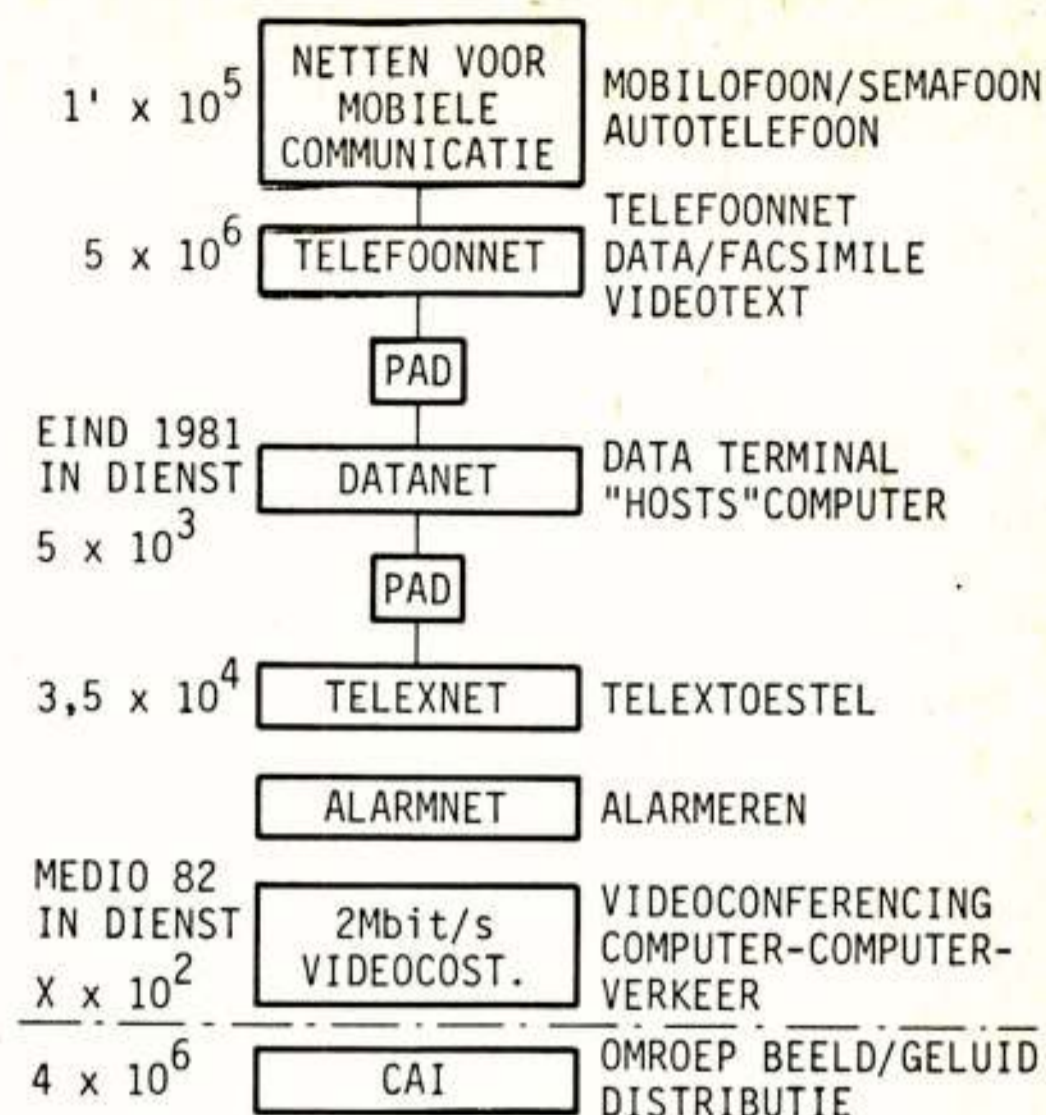 1' x 10^5
NETTEN VOOR
MOBIELE
COMMUNICATIE
MOBILOFOON/SEMAFOON
AUTOTELEFOON
5 x 10^6
TELEFOONNET
TELEFOONNET
DATA/FACSIMILE
VIDEOTEXT
PAD
EIND 1981
IN DIENST
5 x 10^3
DATANET
DATA TERMINAL
"HOSTS"COMPUTER
PAD
3,5 x 10^4
TELEXNET
TELEXTOESTEL
ALARMNET
ALARMEREN
MEDIO 82
IN DIENST
X x 10^2
2Mbit/s
VIDEOCOST.
VIDEOCONFERENCING
COMPUTER-COMPUTER-
VERKEER
4 x 10^6
CAI
OMROEP BEELD/GELUID
DISTRIBUTIE